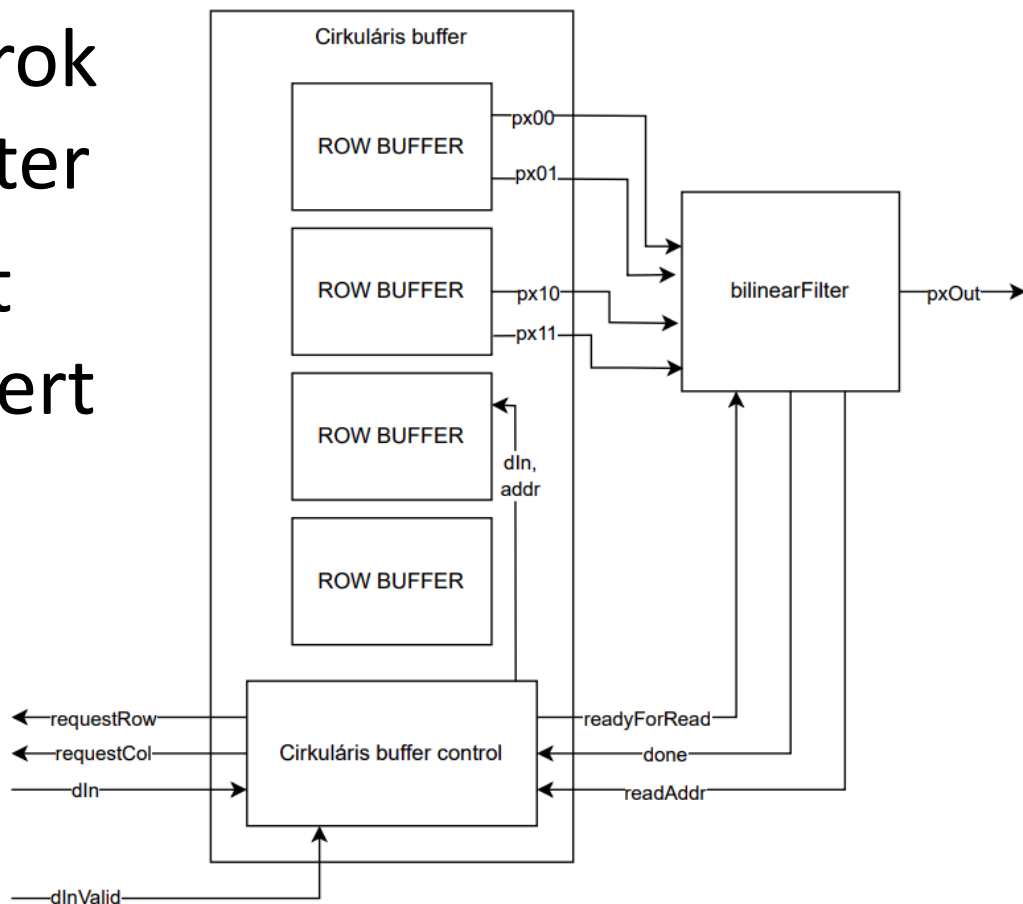 rok
ter
t
ert
Cirkuláris buffer
ROW BUFFER
px00
px01
ROW BUFFER
px10
px11
bilinearFilter
pxOut
ROW BUFFER
dIn,
addr
ROW BUFFER
Cirkuláris buffer control
requestRow
requestCol
dIn
dInValid
readyForRead
done
readAddr